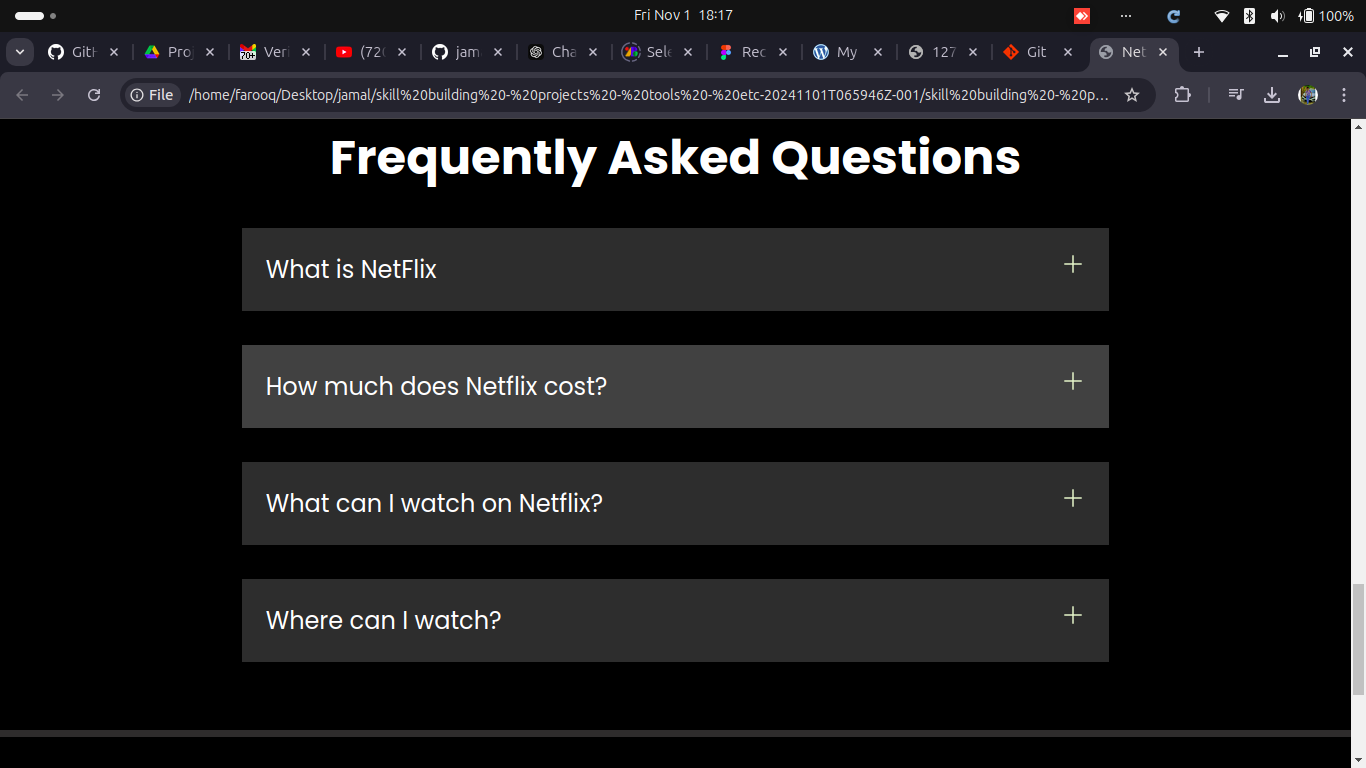 Fri Nov 1 18:17
100%
GitH
Proj
Veri
(720
jam
Cha
Sele
Rec
My
127
Git
Net
File
/home/farooq/Desktop/jamal/skill%20building%20-%20projects%20-%20tools%20-%20etc-20241101T065946Z-001/skill%20building%20-%20p...
Frequently Asked Questions
What is NetFlix
How much does Netflix cost?
What can I watch on Netflix?
Where can I watch?